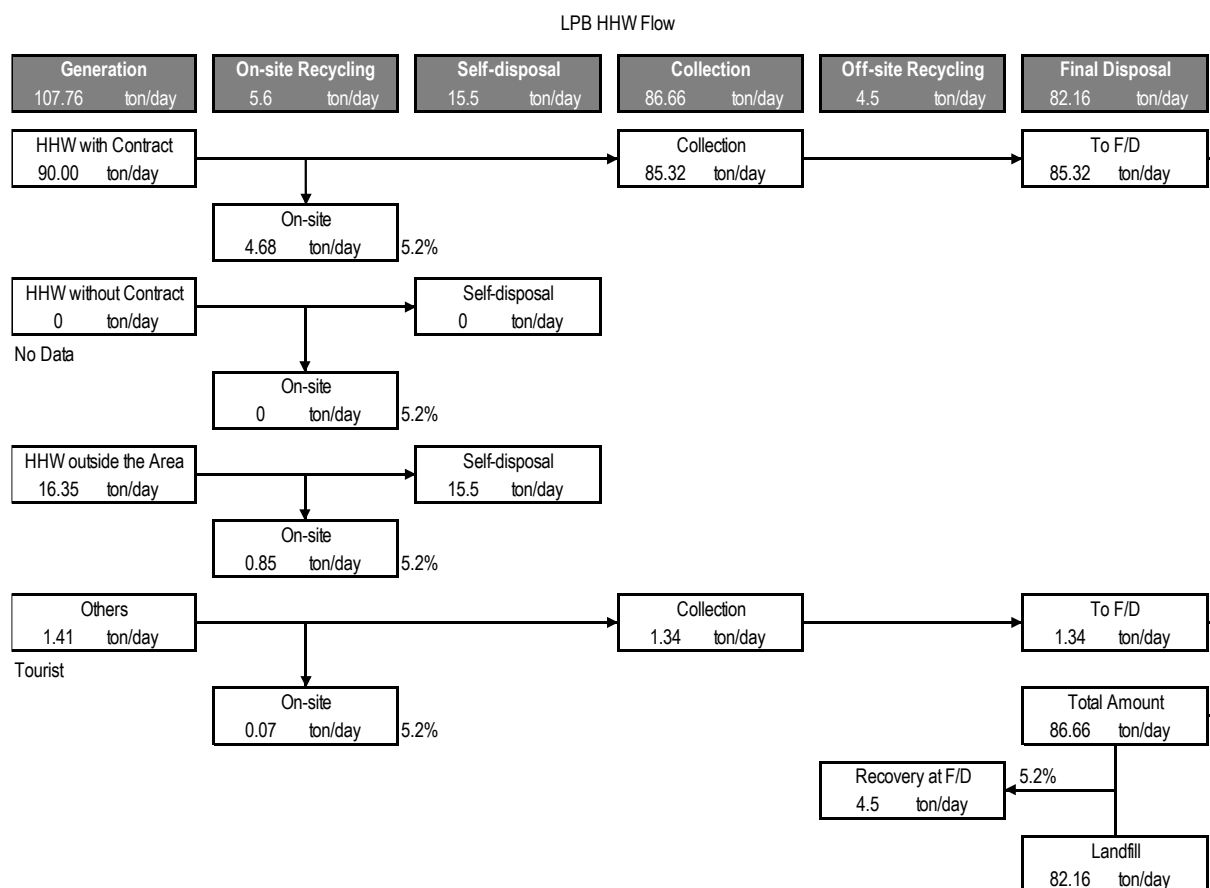 LPB HHW Flow
Generation On-site Recycling Self-disposal Collection Off-site Recycling Final Disposal
107.76 ton/day 5.6 ton/day 15.5 ton/day 86.66 ton/day 4.5 ton/day 82.16 ton/day
HHW with Contract Collection To F/D
90.00 ton/day 85.32 ton/day 85.32 ton/day
On-site
4.68 ton/day 5.2%
HHW without Contract Self-disposal
0 ton/day 0 ton/day
No Data
On-site
0 ton/day 5.2%
HHW outside the Area Self-disposal
16.35 ton/day 15.5 ton/day
On-site
0.85 ton/day 5.2%
Others Collection To F/D
1.41 ton/day 1.34 ton/day 1.34 ton/day
Tourist
On-site Total Amount
0.07 ton/day 5.2% 86.66 ton/day
Recovery at F/D 5.2%
4.5 ton/day
Landfill
82.16 ton/day